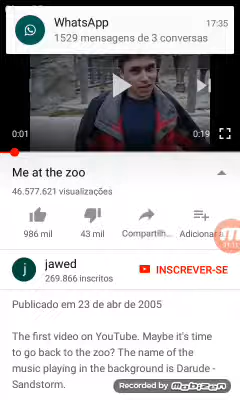 WhatsApp
17:35
1529 mensagens de 3 conversas
0:01
0:19
Me at the zoo
46.577.621 visualizações
986 mil
43 mil
Compartilh...
Adicionar a
jawed
269.866 inscritos
INSCREVER-SE
Publicado em 23 de abr de 2005
The first video on YouTube. Maybe it's time
to go back to the zoo? The name of the
music playing in the background is Darude -
Sandstorm.
Recorded by Mobizen